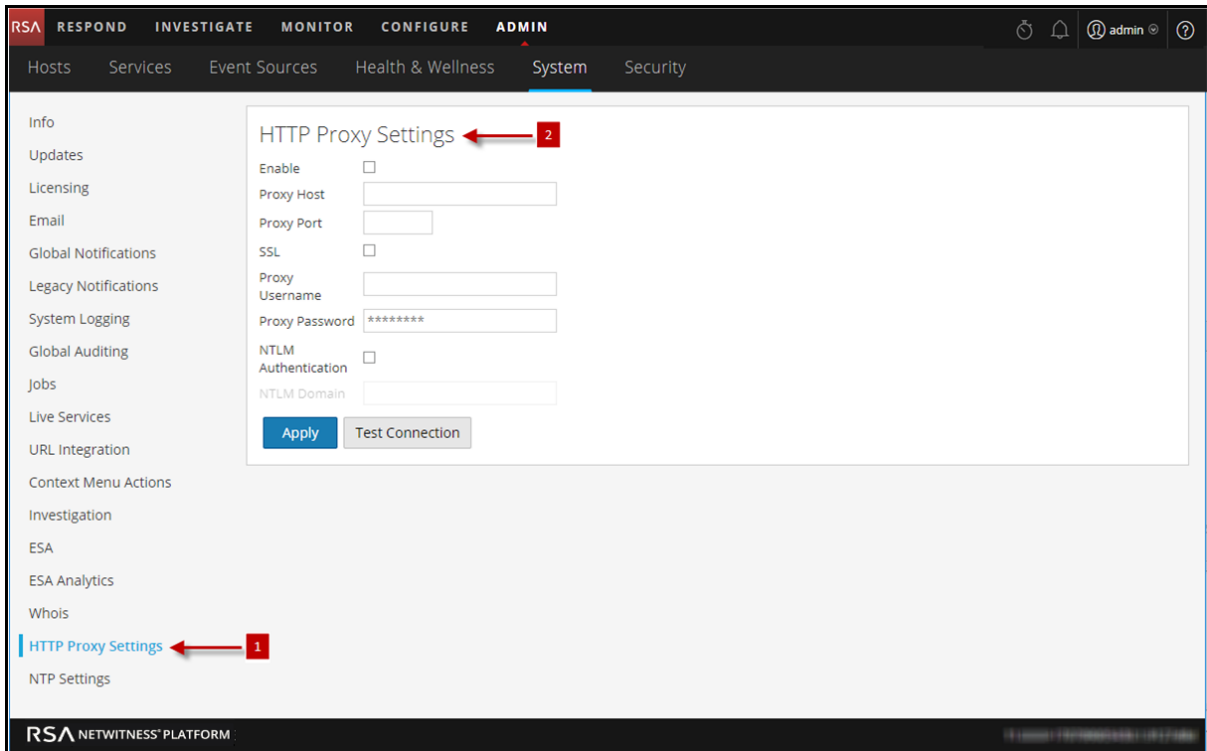 RSA RESPOND INVESTIGATE MONITOR CONFIGURE ADMIN admin ?
Hosts Services Event Sources Health & Wellness System Security
Info
Updates
Licensing
Email
Global Notifications
Legacy Notifications
System Logging
Global Auditing
Jobs
Live Services
URL Integration
Context Menu Actions
Investigation
ESA
ESA Analytics
Whois
HTTP Proxy Settings 1
NTP Settings
HTTP Proxy Settings 2
Enable
Proxy Host
Proxy Port
SSL
Proxy
Username
Proxy Password ********
NTLM
Authentication
NTLM Domain
Apply Test Connection
RSA NETWITNESS® PLATFORM